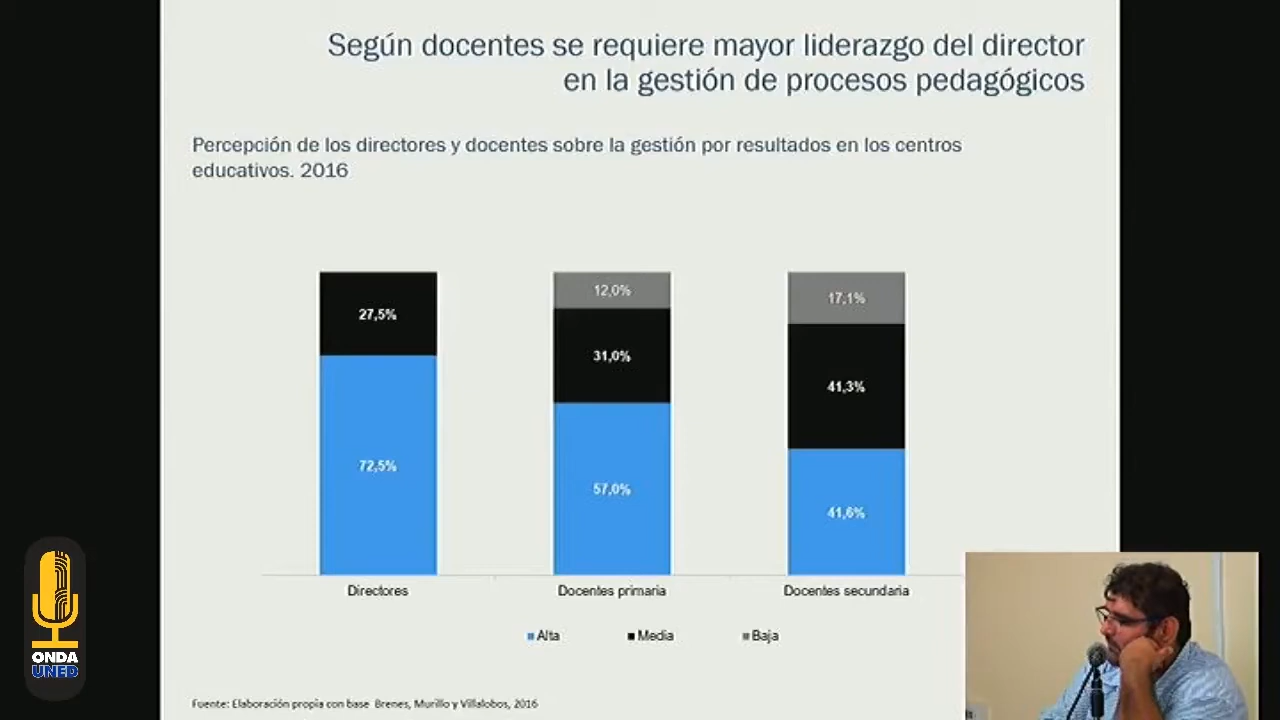 Según docentes se requiere mayor liderazgo del director
en la gestión de procesos pedagógicos
Percepción de los directores y docentes sobre la gestión por resultados en los centros
educativos. 2016
27,5%
72,5%
12,0%
31,0%
57,0%
17,1%
41,3%
41,6%
Directores
Docentes primaria
Docentes secundaria
Alta
Media
Baja
Fuente: Elaboración propia con base Brenes, Murillo y Villalobos, 2016
ONDA
UNED